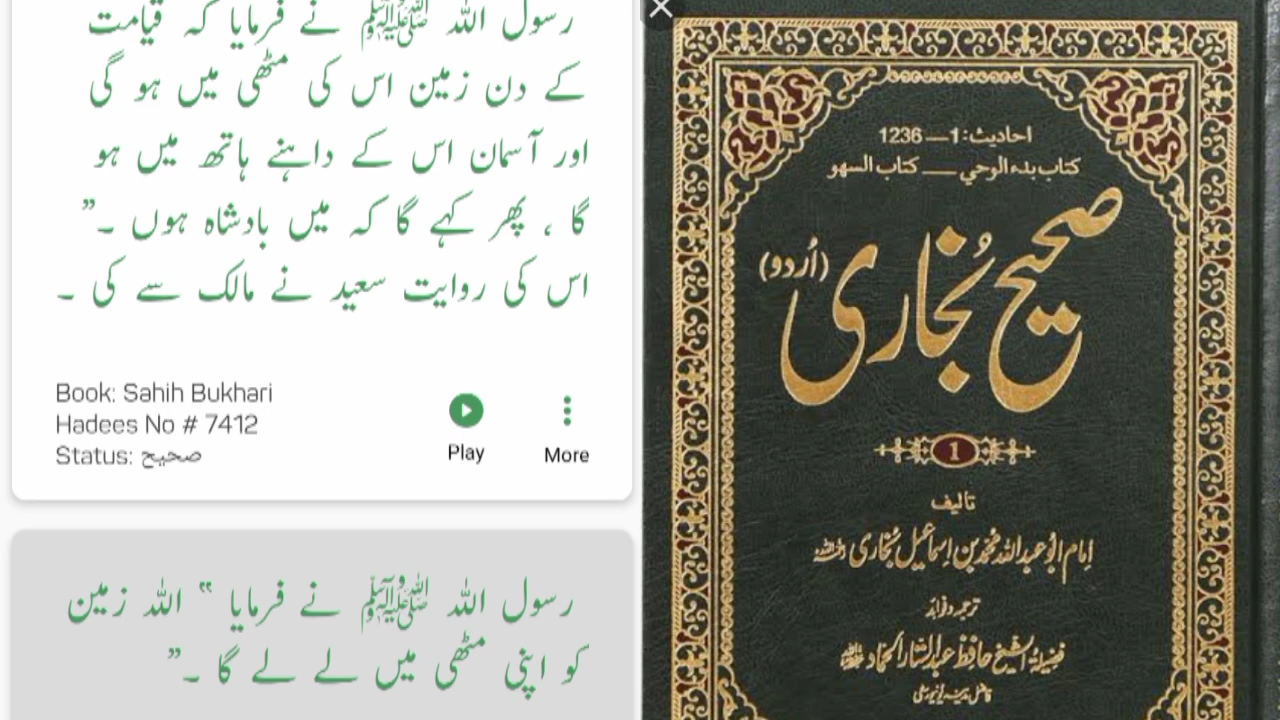 رسول اللہ ﷺ نے فرمایا کہ قیامت
کے دن زمین اس کی مٹھی میں ہو گی
اور آسمان اس کے داہنے ہاتھ میں ہو
گا ، پھر کہے گا کہ میں بادشاہ ہوں ۔”
اس کی روایت سعید نے مالک سے کی ۔
Book: Sahih Bukhari
Hadees No # 7412
Status: صحیح
Play
More
رسول اللہ ﷺ نے فرمایا “ اللہ زمین
کو اپنی مٹھی میں لے لے گا ۔”
احادیث: 1 — 1236
کتاب بدء الوحي — کتاب السهو
صحیح بخاری (اُردو)
1
تالیف
امام ابوعبداللہ محمد بن اسماعیل بخاری
ترجمہ و فوائد
فضیلۃ الشیخ حافظ عبدالستار الحماد
فاضل مدینہ یونیورسٹی